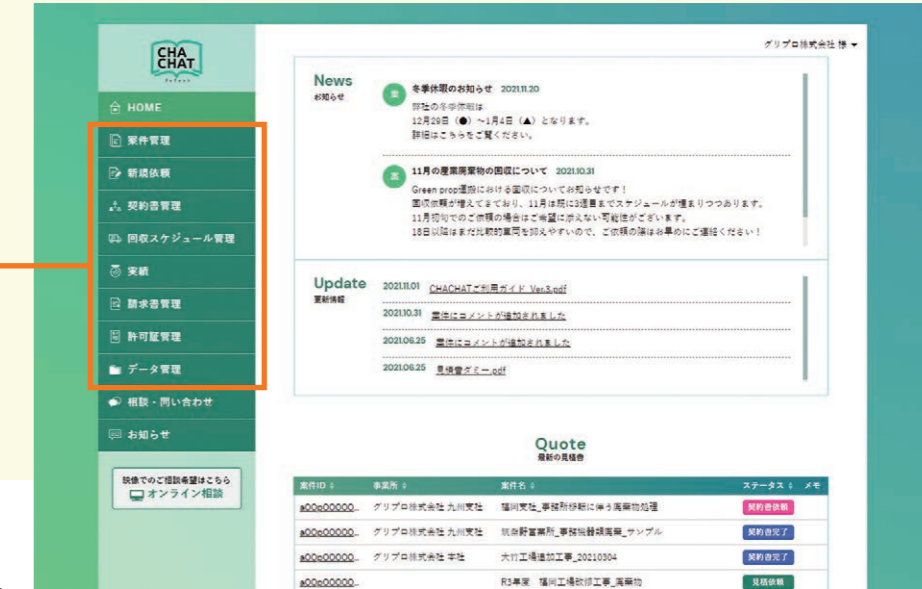 CHA
CHAT
グリプロ株式会社 様
HOME
案件管理
新規依頼
契約書管理
回収スケジュール管理
実績
請求書管理
許可証管理
データ管理
相談・問い合わせ
お知らせ
映像でのご相談希望はこちら
オンライン相談
News
お知らせ
冬季休暇のお知らせ 2021.11.20
弊社の冬季休暇は
12月29日（●）～1月4日（▲）となります。
詳細はこちらをご覧ください。
11月の産業廃棄物の回収について 2021.10.31
Green prop運搬における回収についてお知らせです！
回収依頼が増えてきており、11月は既に3週目までスケジュールが埋まりつつあります。
11月初旬でのご依頼の場合はご希望に添えない可能性がございます。
18日以降はまだ比較的車両を抑えやすいので、ご依頼の際はお早めにご連絡ください！
Update
更新情報
2021.11.01 CHACHATご利用ガイド_Ver.3.pdf
2021.10.31 案件にコメントが追加されました
2021.06.25 案件にコメントが追加されました
2021.06.25 見積書ダミー.pdf
Quote
最新の見積書
案件ID 事業所 案件名 ステータス メモ
a00p00000... グリプロ株式会社 九州支社 福岡支社_事務所移転に伴う廃棄物処理 契約書依頼
a00p00000... グリプロ株式会社 九州支社 筑紫野営業所_事務機器類廃棄_サンプル 契約書完了
a00p00000... グリプロ株式会社 本社 大竹工場追加工事_20210304 契約書完了
a00p00000... R3年度 福岡工場改修工事_廃棄物 見積依頼